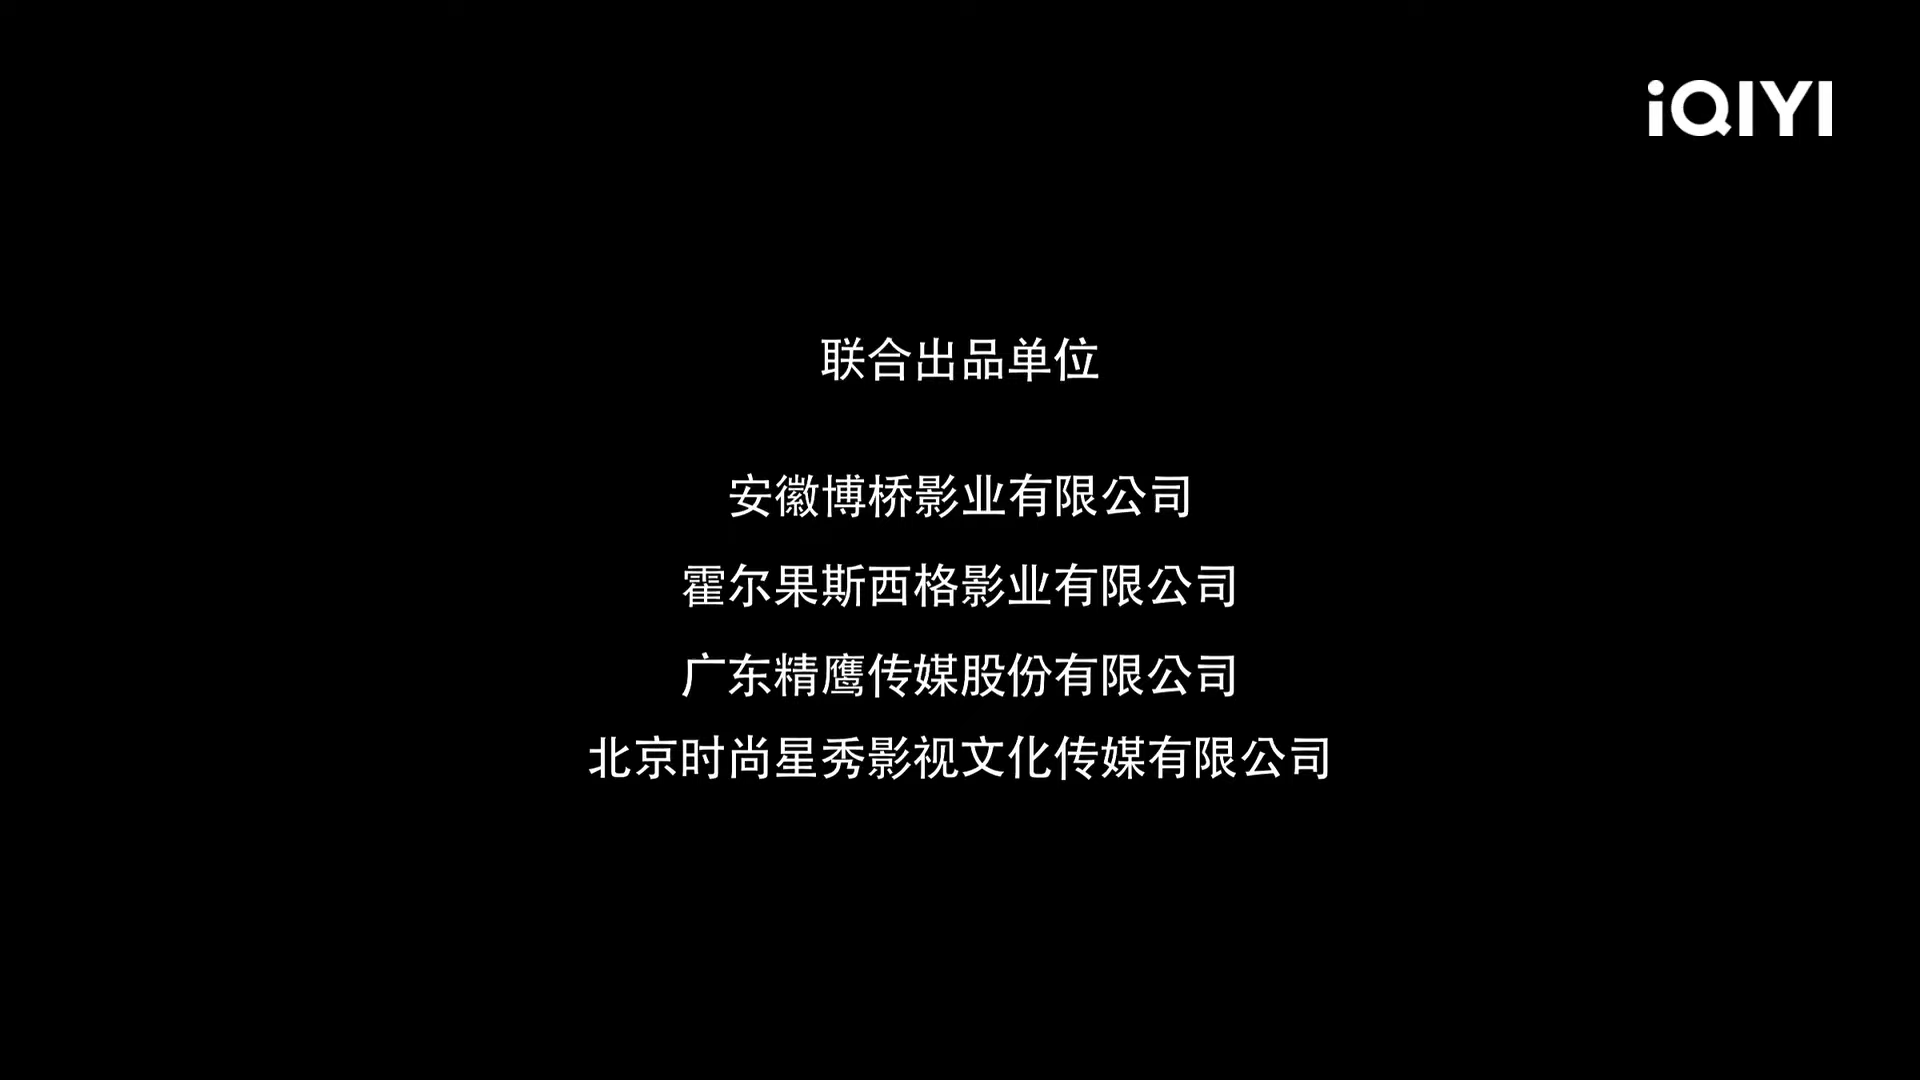 iQIYI
联合出品单位
安徽博桥影业有限公司
霍尔果斯西格影业有限公司
广东精鹰传媒股份有限公司
北京时尚星秀影视文化传媒有限公司